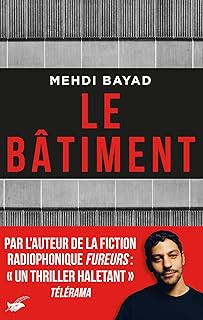 MEHDI BAYAD
LE
BÂTIMENT
PAR L'AUTEUR DE LA FICTION
RADIOPHONIQUE FUREURS :
« UN THRILLER HALETANT »
TÉLÉRAMA